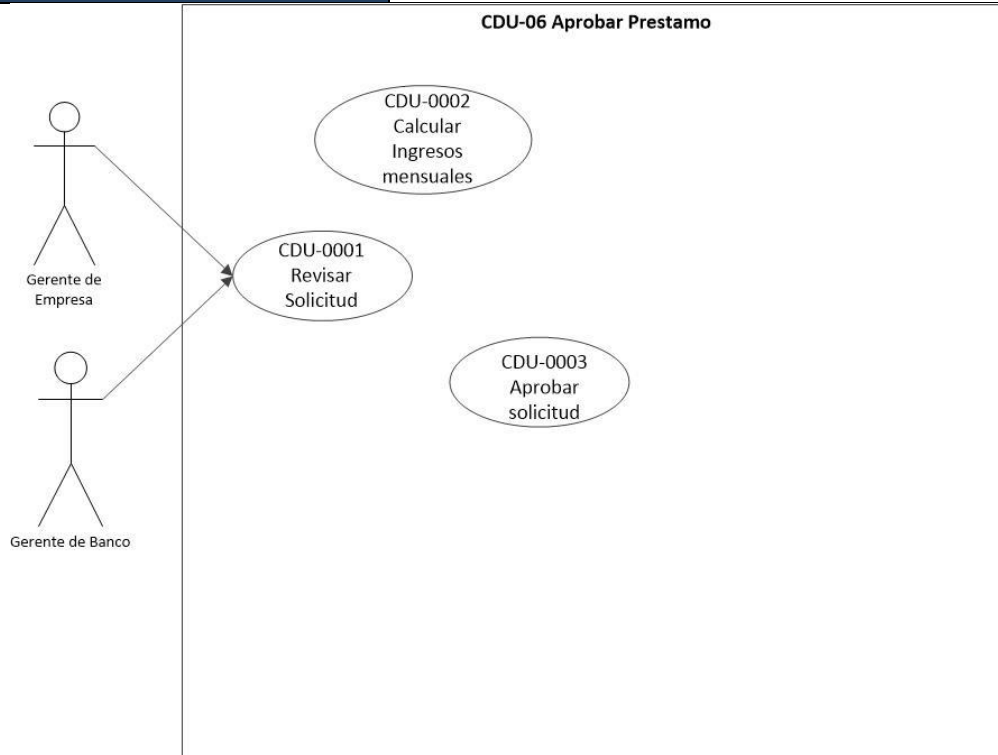 CDU-06 Aprobar Prestamo
CDU-0002
Calcular
Ingresos
mensuales
CDU-0001
Revisar
Solicitud
Gerente de
Empresa
CDU-0003
Aprobar
solicitud
Gerente de Banco